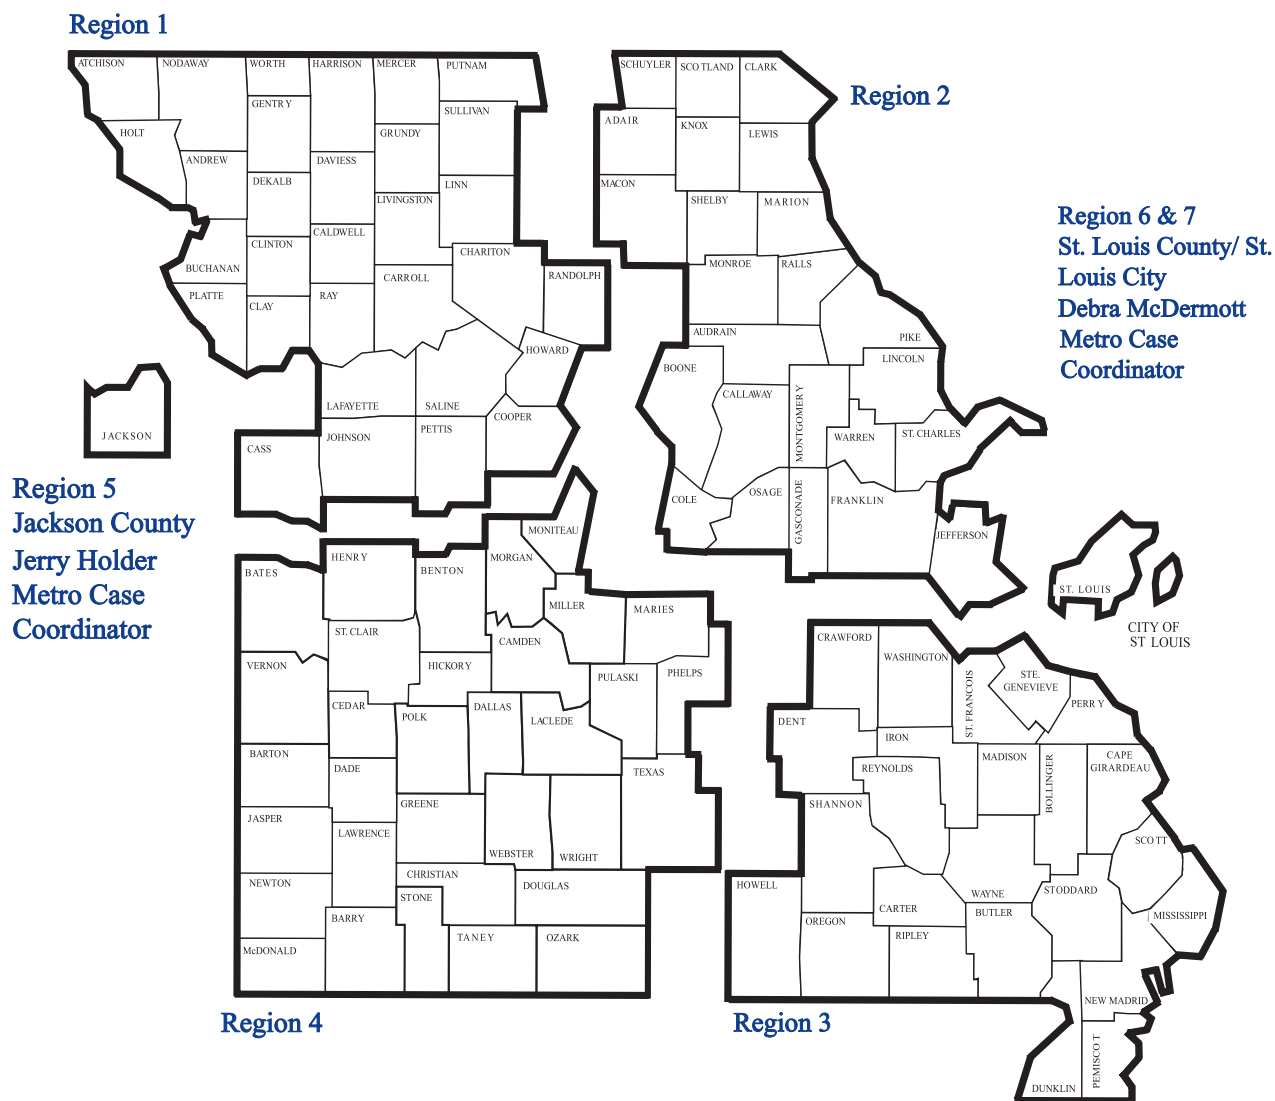 Region 1
ATCHISON
NODAWAY
WORTH
HARRISON
MERCER
PUTNAM
GENTRY
SULLIVAN
HOLT
GRUNDY
ANDREW
DAVIESS
DEKALB
LINN
LIVINGSTON
CALDWELL
CLINTON
CHARITON
BUCHANAN
CARROLL
RANDOLPH
PLATTE
CLAY
RAY
HOWARD
LAFAYETTE
SALINE
COOPER
JOHNSON
PETTIS
CASS
Region 2
SCHUYLER
SCOTLAND
CLARK
ADAIR
KNOX
LEWIS
MACON
SHELBY
MARION
MONROE
RALLS
AUDRAIN
PIKE
LINCOLN
BOONE
CALLAWAY
MONTGOMERY
WARREN
ST. CHARLES
COLE
OSAGE
GASCONADE
FRANKLIN
JEFFERSON
Region 6 & 7
St. Louis County/ St.
Louis City
Debra McDermott
Metro Case
Coordinator
ST. LOUIS
CITY OF
ST LOUIS
JACKSON
Region 5
Jackson County
Jerry Holder
Metro Case
Coordinator
MONITEAU
HENRY
MORGAN
BENTON
BATES
MILLER
MARIES
ST. CLAIR
CAMDEN
VERNON
HICKORY
PULASKI
PHELPS
CEDAR
POLK
DALLAS
LACLEDE
BARTON
DADE
TEXAS
GREENE
JASPER
LAWRENCE
WEBSTER
WRIGHT
CHRISTIAN
NEWTON
DOUGLAS
STONE
BARRY
TANEY
OZARK
McDONALD
Region 4
CRAWFORD
WASHINGTON
ST. FRANCOIS
STE.
GENEVIEVE
PERRY
DENT
IRON
MADISON
BOLLINGER
CAPE
GIRARDEAU
REYNOLDS
SHANNON
SCOTT
HOWELL
WAYNE
STODDARD
CARTER
BUTLER
MISSISSIPPI
OREGON
RIPLEY
NEW MADRID
PEMISCOT
DUNKLIN
Region 3